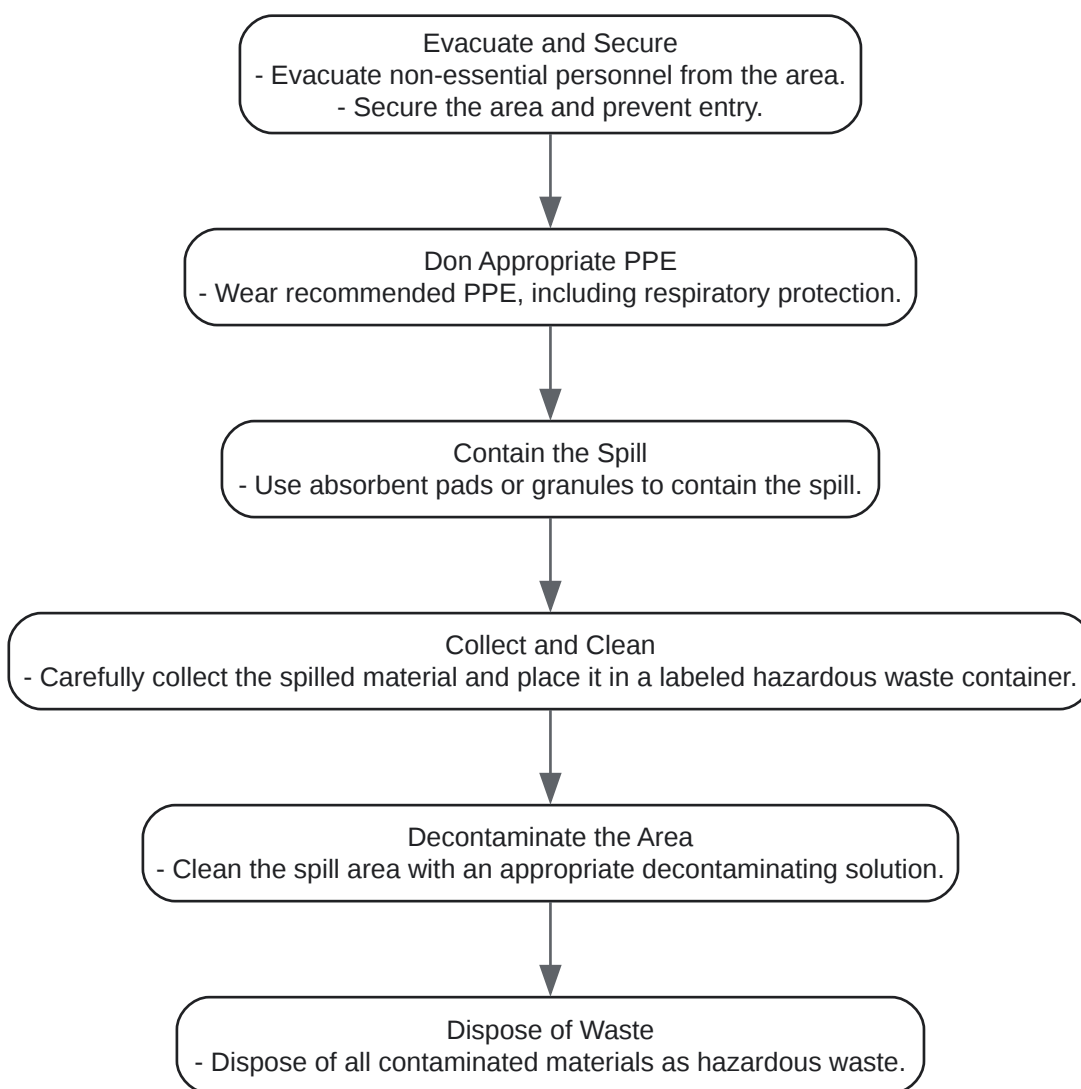 Evacuate and Secure
- Evacuate non-essential personnel from the area.
- Secure the area and prevent entry.
Don Appropriate PPE
- Wear recommended PPE, including respiratory protection.
Contain the Spill
- Use absorbent pads or granules to contain the spill.
Collect and Clean
- Carefully collect the spilled material and place it in a labeled hazardous waste container.
Decontaminate the Area
- Clean the spill area with an appropriate decontaminating solution.
Dispose of Waste
- Dispose of all contaminated materials as hazardous waste.